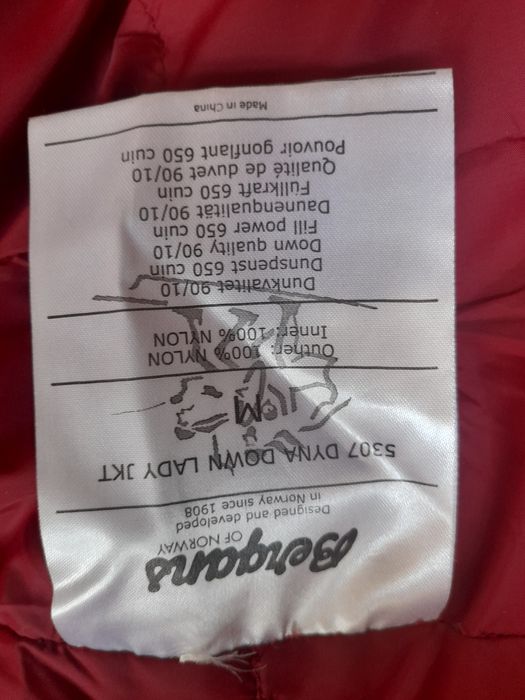 Bergans
OF NORWAY
Designed and developed
in Norway since 1908
5307 DYNA DOWN LADY JKT
M
Outher: 100% NYLON
Inner: 100% NYLON
Dunkvalitet 90/10
Dunspenst 650 cuin
Down quality 90/10
Fill power 650 cuin
Daunenqualität 90/10
Füllkraft 650 cuin
Qualité de duvet 90/10
Pouvoir gonflant 650 cuin
Made in China